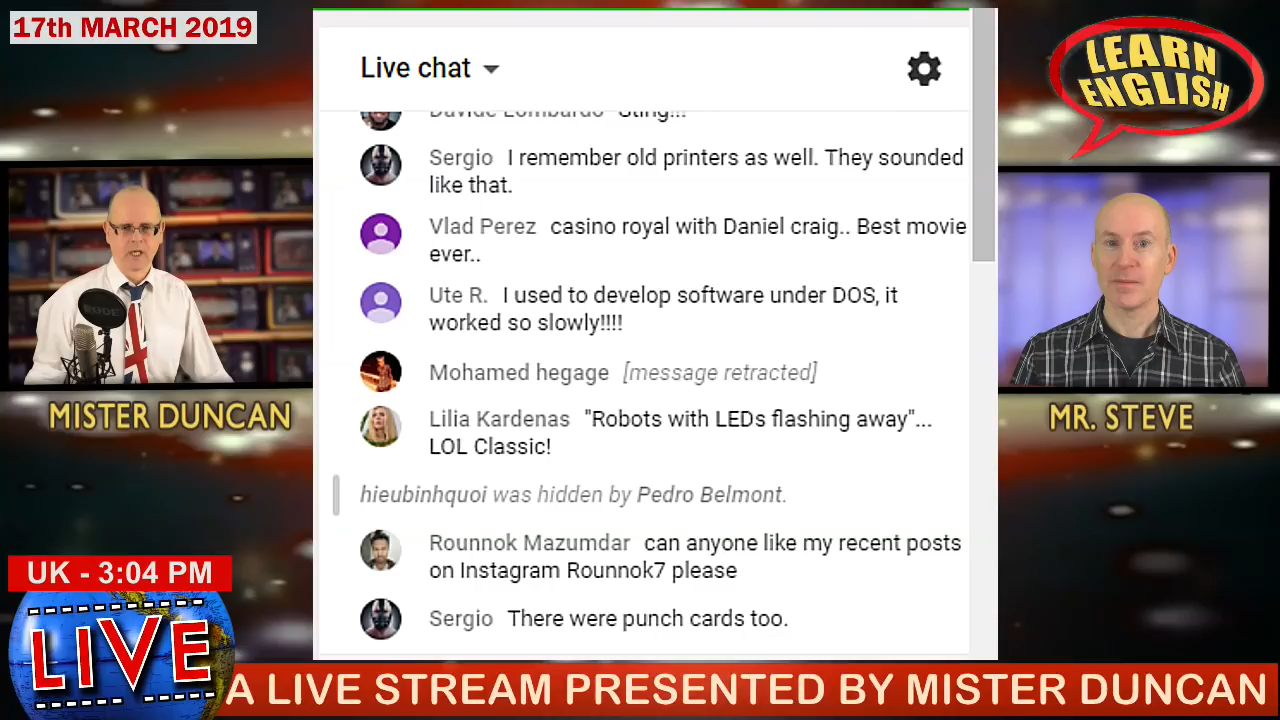 17th MARCH 2019
LEARN
ENGLISH
Live chat
Davide Lombardo Sting!!!
Sergio I remember old printers as well. They sounded
like that.
Vlad Perez casino royal with Daniel craig.. Best movie
ever..
Ute R. I used to develop software under DOS, it
worked so slowly!!!!
Mohamed hegage [message retracted]
Lilia Kardenas "Robots with LEDs flashing away"...
LOL Classic!
hieubinhquoi was hidden by Pedro Belmont.
Rounnok Mazumdar can anyone like my recent posts
on Instagram Rounnok7 please
Sergio There were punch cards too.
MISTER DUNCAN
MR. STEVE
UK - 3:04 PM
LIVE
A LIVE STREAM PRESENTED BY MISTER DUNCAN